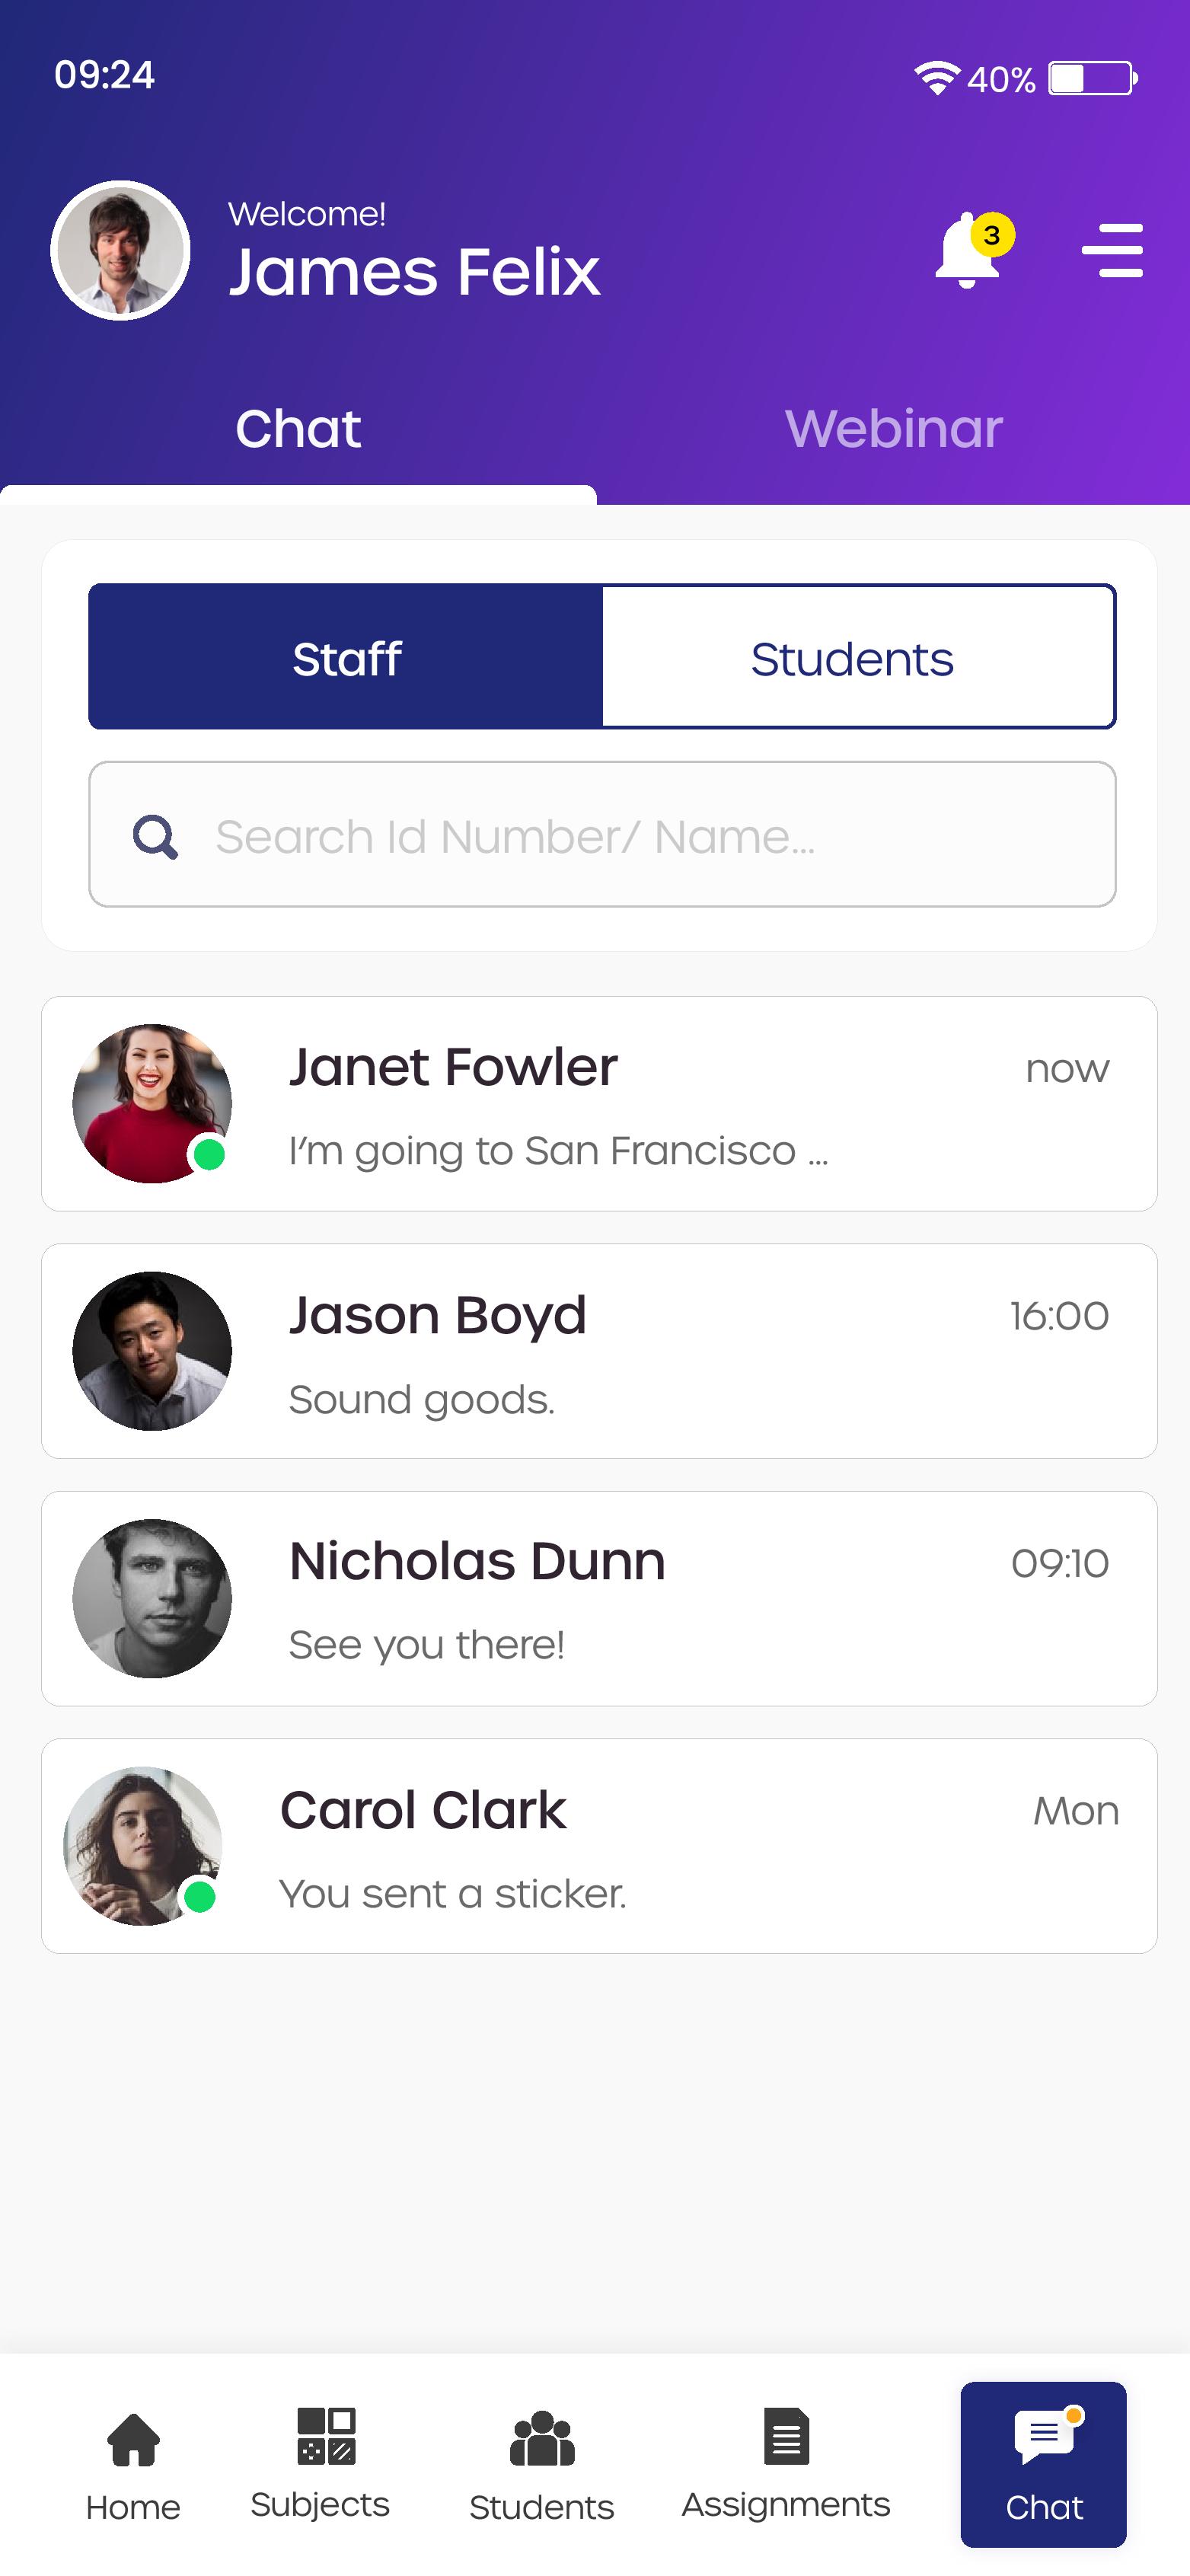 09:24
40%
Welcome!
James Felix
3
Chat
Webinar
Staff
Students
Search Id Number/ Name...
Janet Fowler
now
I'm going to San Francisco ...
Jason Boyd
16:00
Sound goods.
Nicholas Dunn
09:10
See you there!
Carol Clark
Mon
You sent a sticker.
Home
Subjects
Students
Assignments
Chat